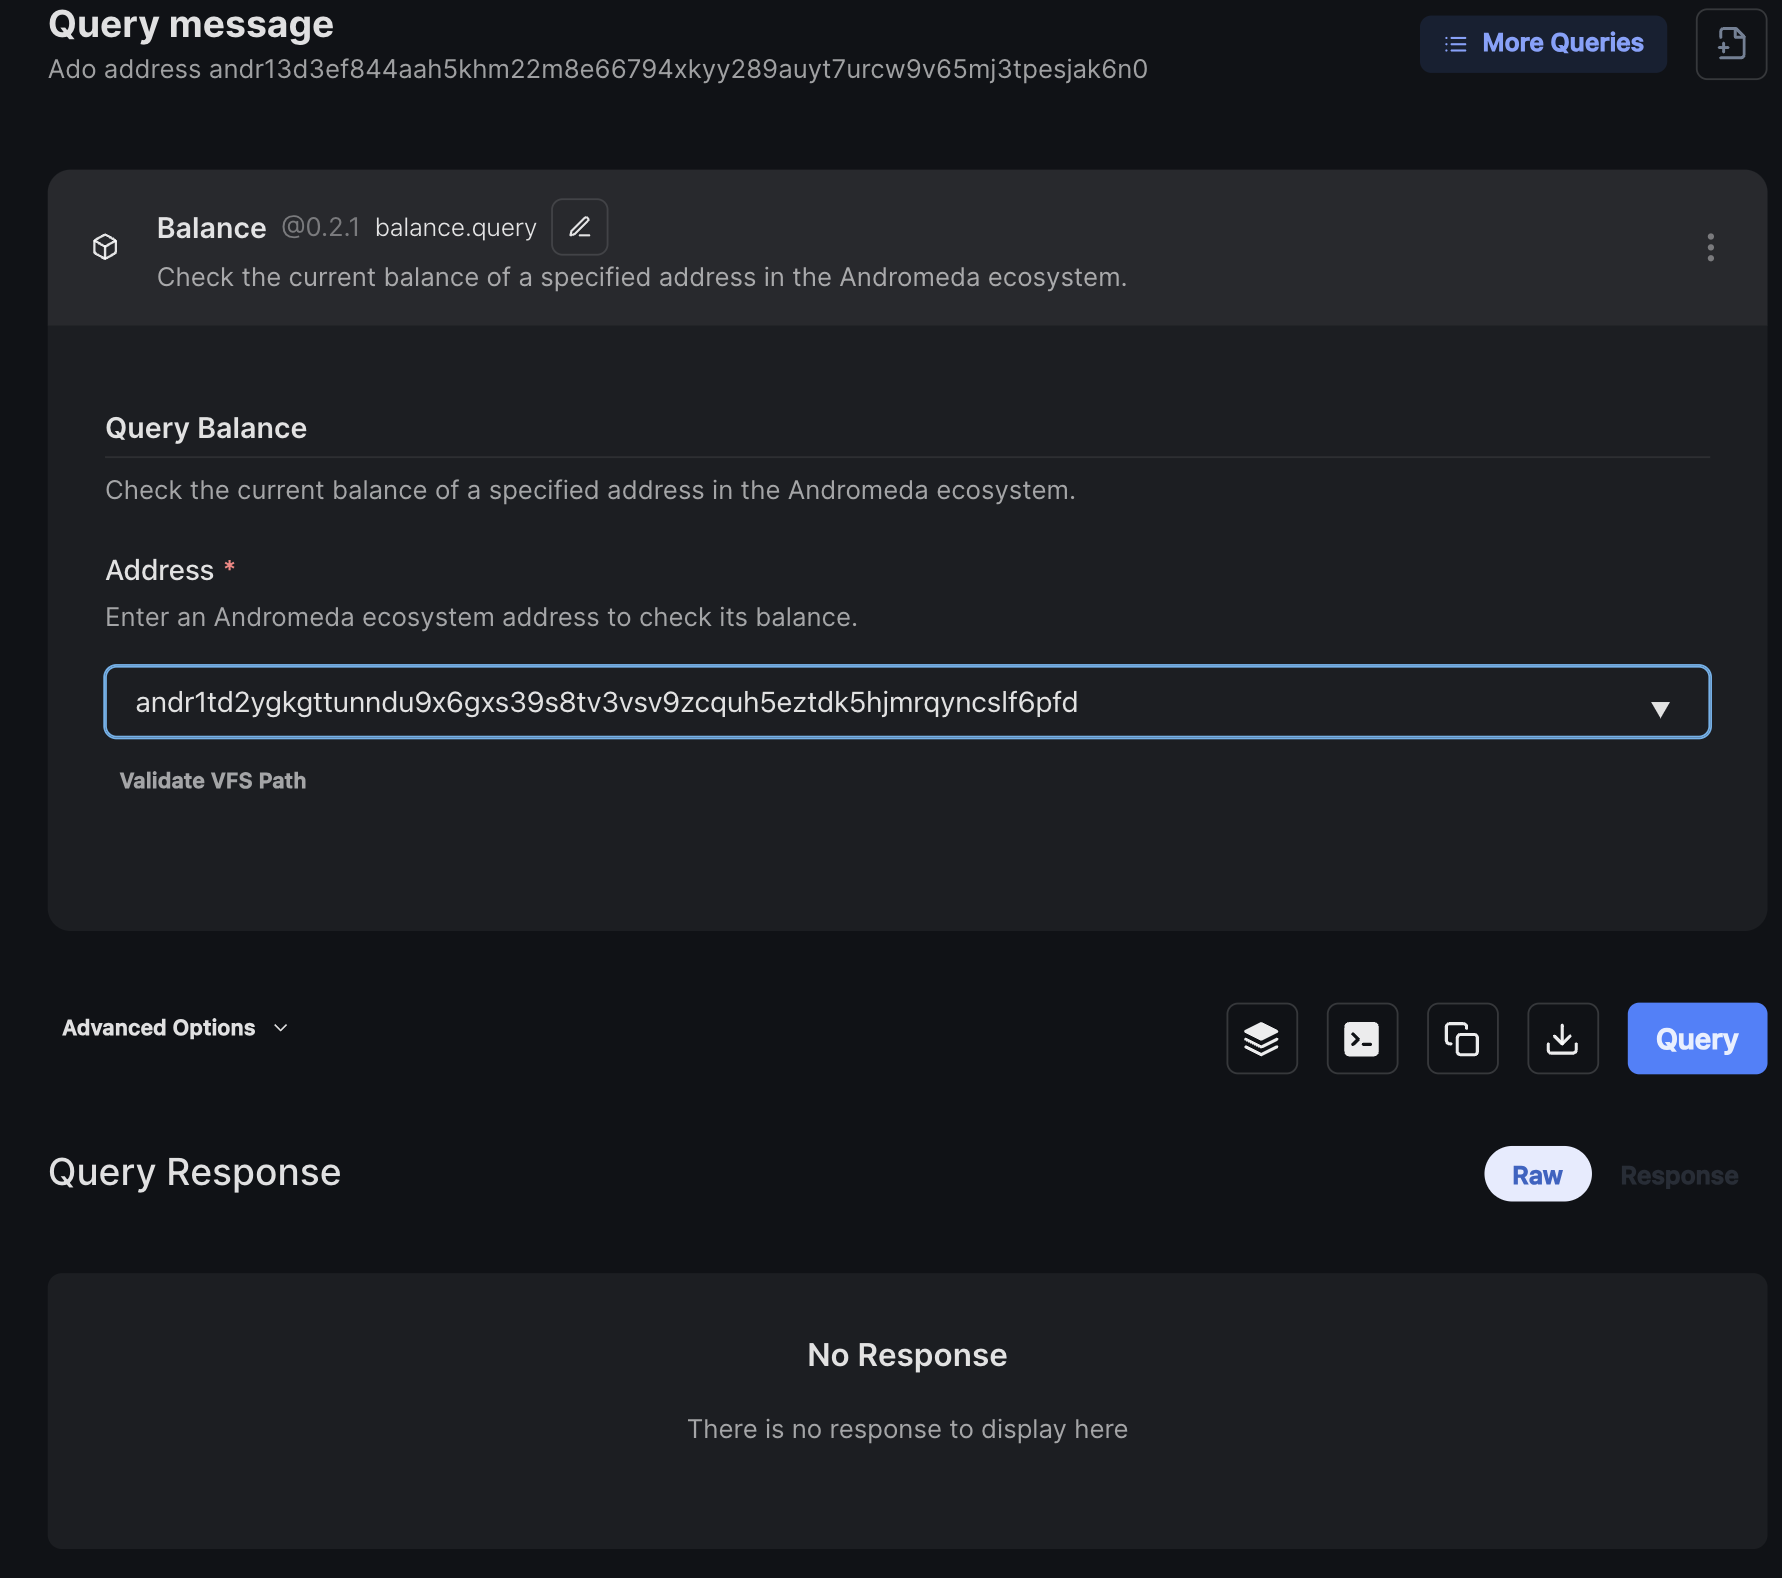 Query message
More Queries
Ado address andr13d3ef844aah5khm22m8e66794xkyy289auyt7urcw9v65mj3tpesjak6n0
Balance @0.2.1 balance.query
Check the current balance of a specified address in the Andromeda ecosystem.
Query Balance
Check the current balance of a specified address in the Andromeda ecosystem.
Address *
Enter an Andromeda ecosystem address to check its balance.
andr1td2ygkgttunndu9x6gxs39s8tv3vsv9zcquh5eztdk5hjmrqyncslf6pfd
Validate VFS Path
Advanced Options
Query
Query Response
Raw Response
No Response
There is no response to display here